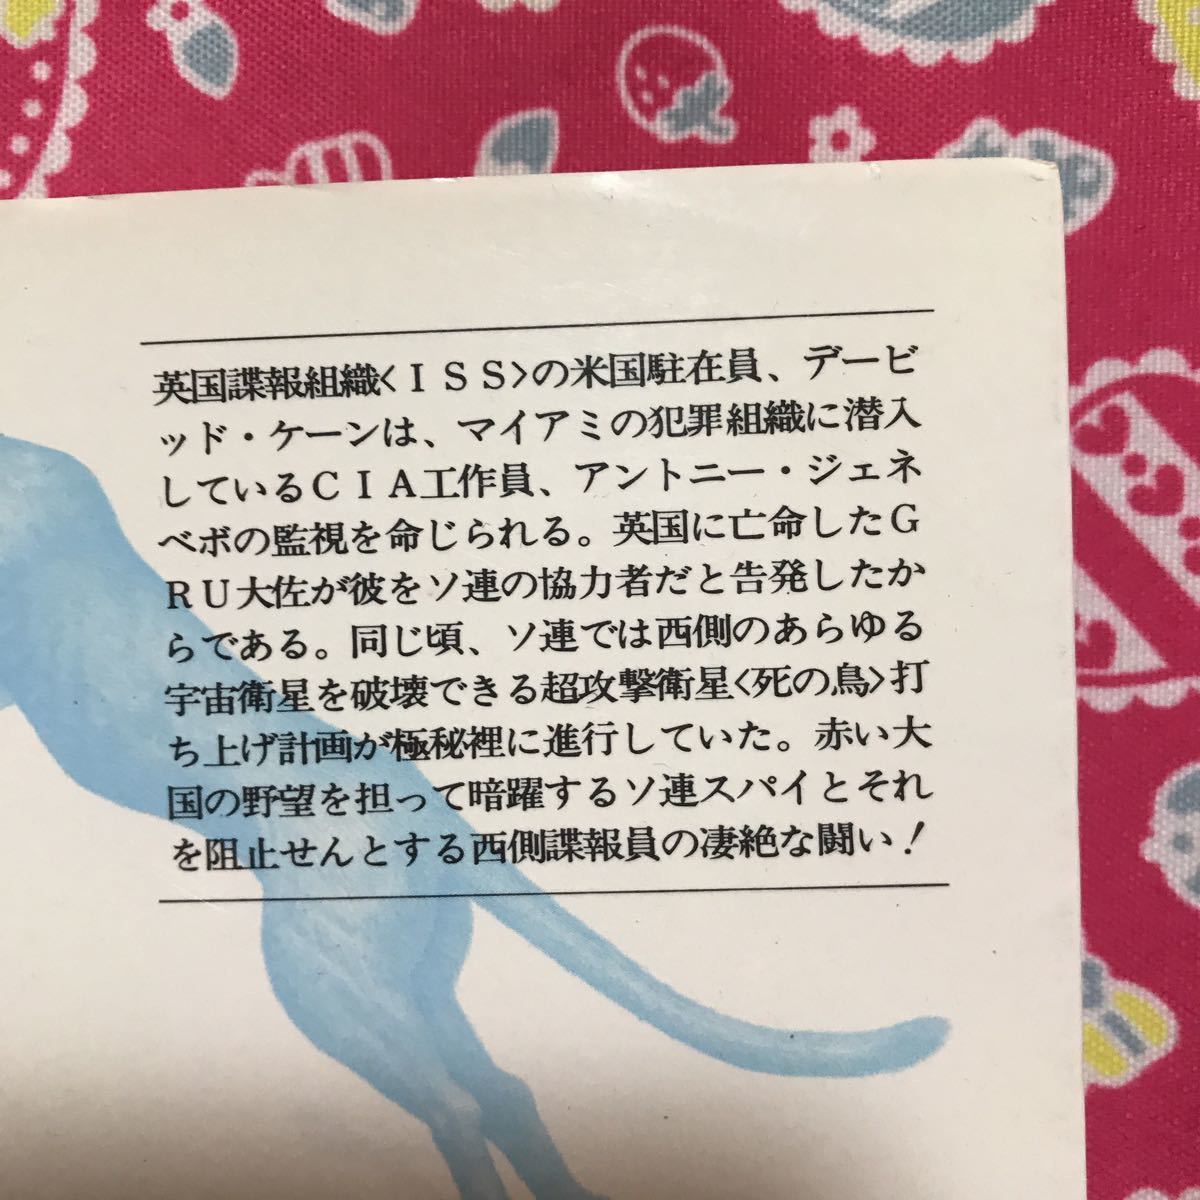 英国諜報組織<ISS>の米国駐在員、デービ
ッド・ケーンは、マイアミの犯罪組織に潜入
しているCIA工作員、アントニー・ジェネ
ベボの監視を命じられる。英国に亡命したG
RU大佐が彼をソ連の協力者だと告発したか
らである。同じ頃、ソ連では西側のあらゆる
宇宙衛星を破壊できる超攻撃衛星<死の鳥>打
ち上げ計画が極秘裡に進行していた。赤い大
国の野望を担って暗躍するソ連スパイとそれ
を阻止せんとする西側諜報員の凄絶な闘い!